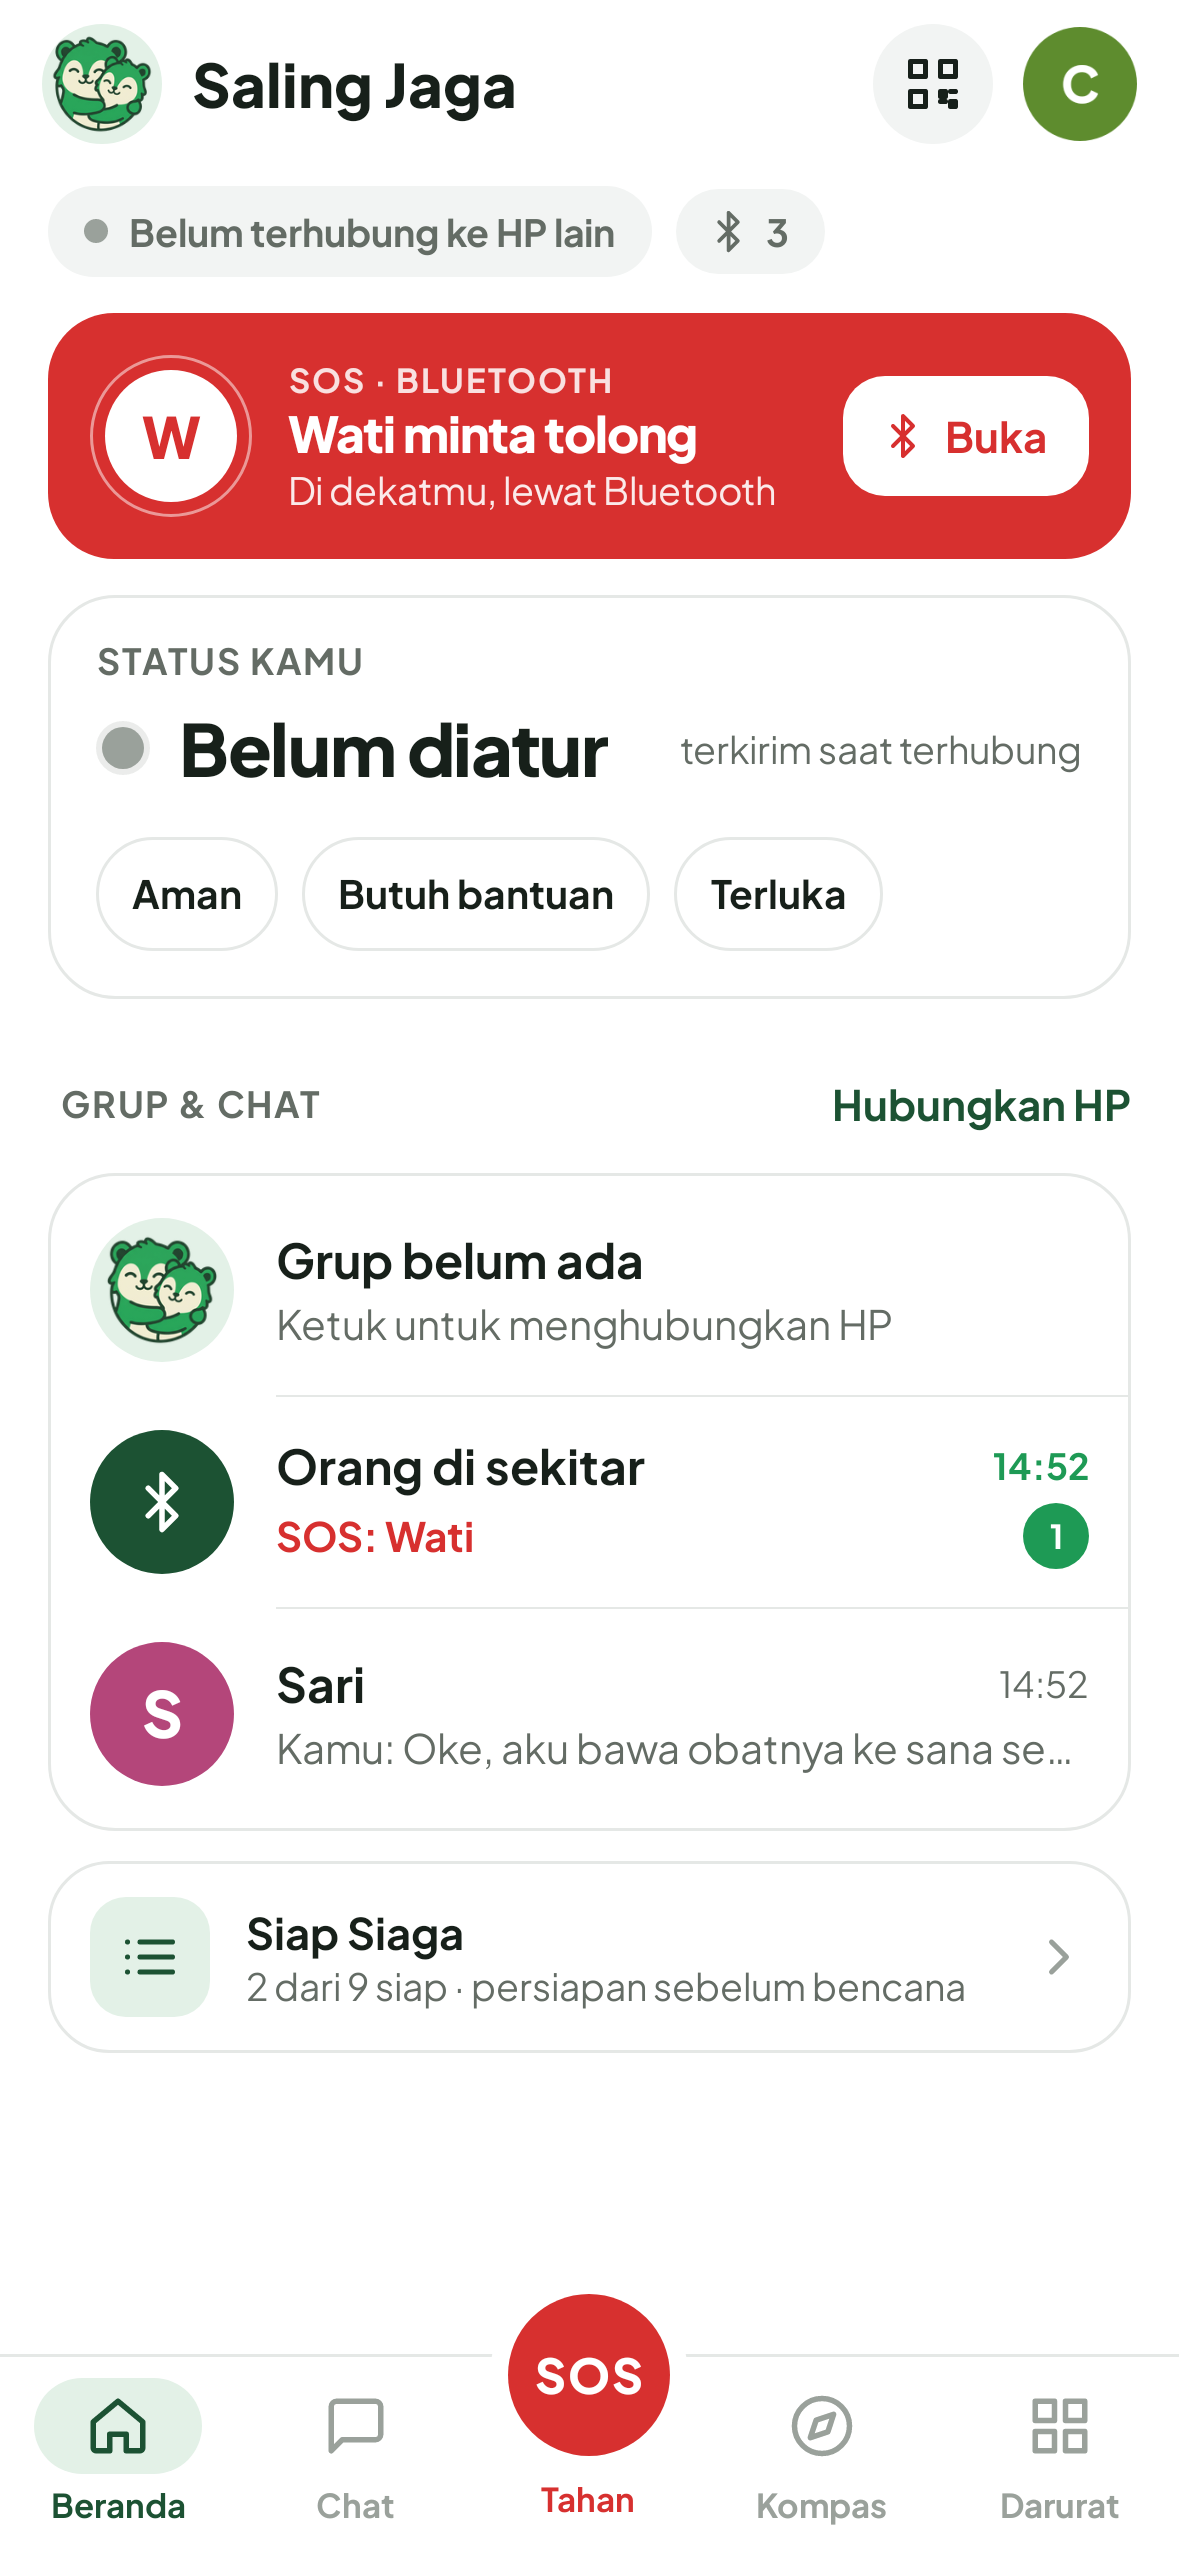 Saling Jaga
C
Belum terhubung ke HP lain
3
W
SOS · BLUETOOTH
Wati minta tolong
Di dekatmu, lewat Bluetooth
Buka
STATUS KAMU
Belum diatur
terkirim saat terhubung
Aman
Butuh bantuan
Terluka
GRUP & CHAT
Hubungkan HP
Grup belum ada
Ketuk untuk menghubungkan HP
Orang di sekitar
14:52
SOS: Wati
1
S
Sari
14:52
Kamu: Oke, aku bawa obatnya ke sana se…
Siap Siaga
2 dari 9 siap · persiapan sebelum bencana
SOS
Beranda
Chat
Tahan
Kompas
Darurat